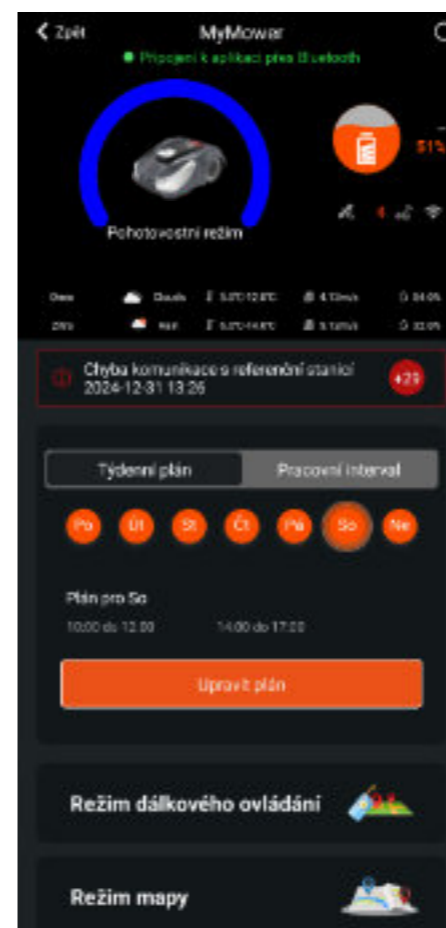 Zpět MyMower
Připojení k aplikaci přes Bluetooth
51%
Pohotovostní režim
Chyba komunikace s referenční stanicí
2024-12-31 13:26
+29
Týdenní plán Pracovní interval
Po Út St Čt Pá So Ne
Plán pro So
10:00 do 12:00 14:00 do 17:00
Upravit plán
Režim dálkového ovládání
Režim mapy